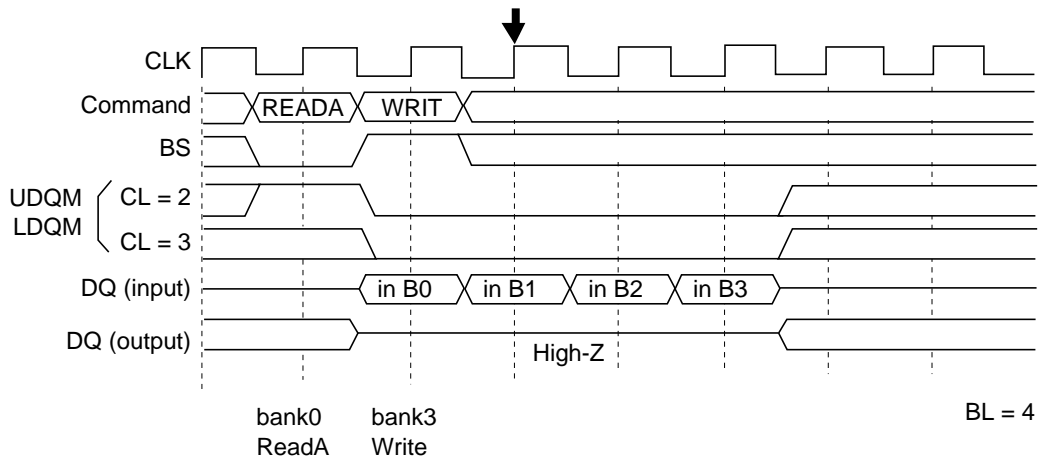 CLK
Command READA WRIT
BS
UDQM
LDQM
CL = 2
CL = 3
DQ (input) in B0 in B1 in B2 in B3
DQ (output)
High-Z
bank0 bank3 BL = 4
ReadA Write